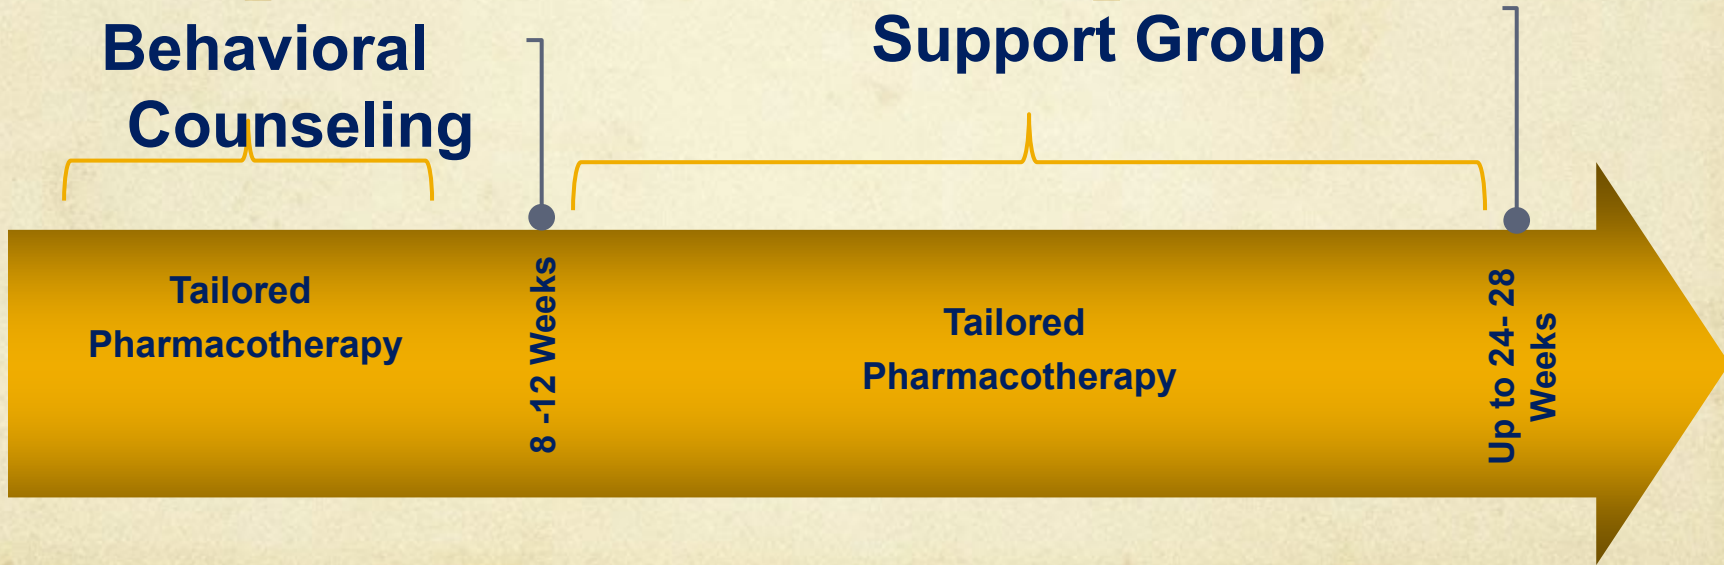 Behavioral
Counseling
Support Group
Tailored
Pharmacotherapy
8 -12 Weeks
Tailored
Pharmacotherapy
Up to 24- 28
Weeks